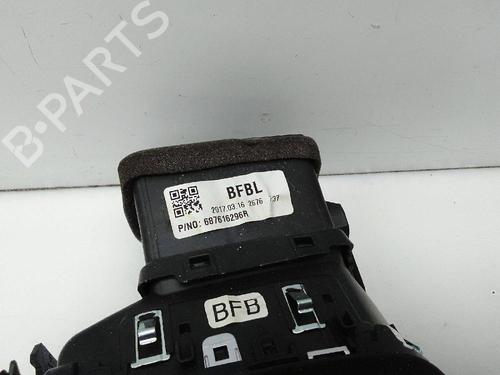 B-PARTS
BFBL
2017.03.16 2676 737
P/NO: 687616296R
BFB